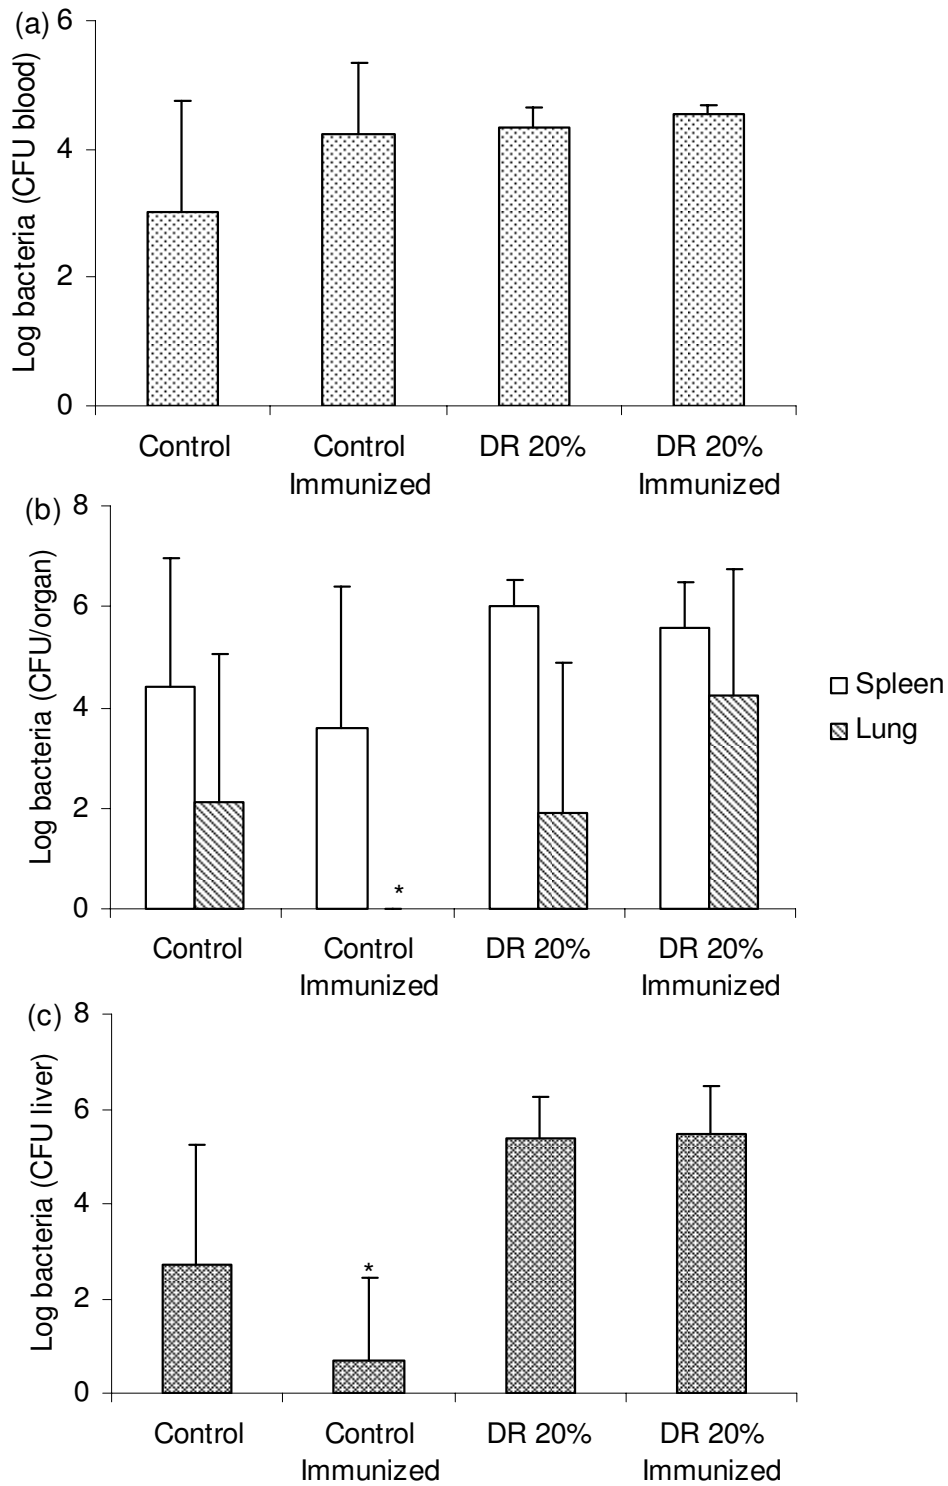 (a)
Log bacteria (CFU blood)
6
4
2
0
Control
Control
Immunized
DR 20%
DR 20%
Immunized
(b)
Log bacteria (CFU/organ)
8
6
4
2
0
*
Control
Control
Immunized
DR 20%
DR 20%
Immunized
Spleen
Lung
(c)
Log bacteria (CFU liver)
8
6
4
2
0
*
Control
Control
Immunized
DR 20%
DR 20%
Immunized